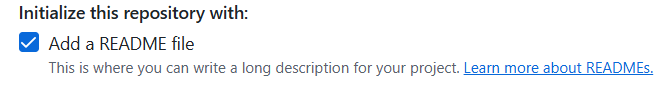 Initialize this repository with:
Add a README file
This is where you can write a long description for your project. Learn more about READMEs.